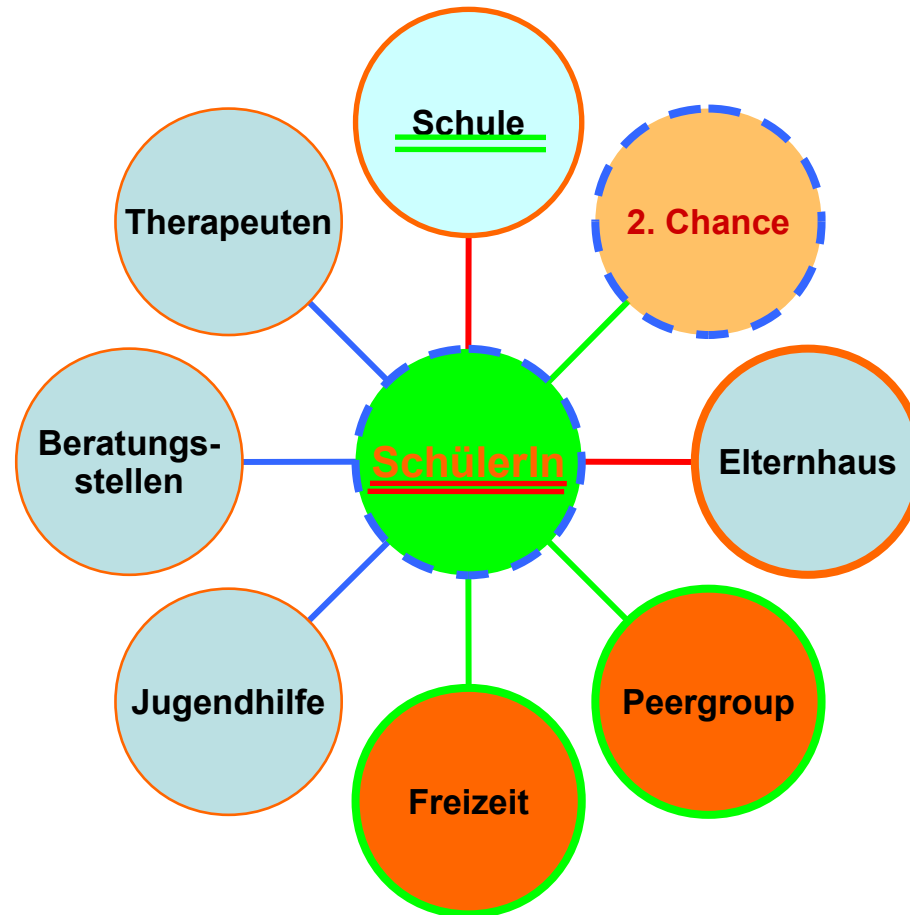 Schule
Therapeuten
2. Chance
Beratungs-
stellen
SchülerIn
Elternhaus
Jugendhilfe
Peergroup
Freizeit